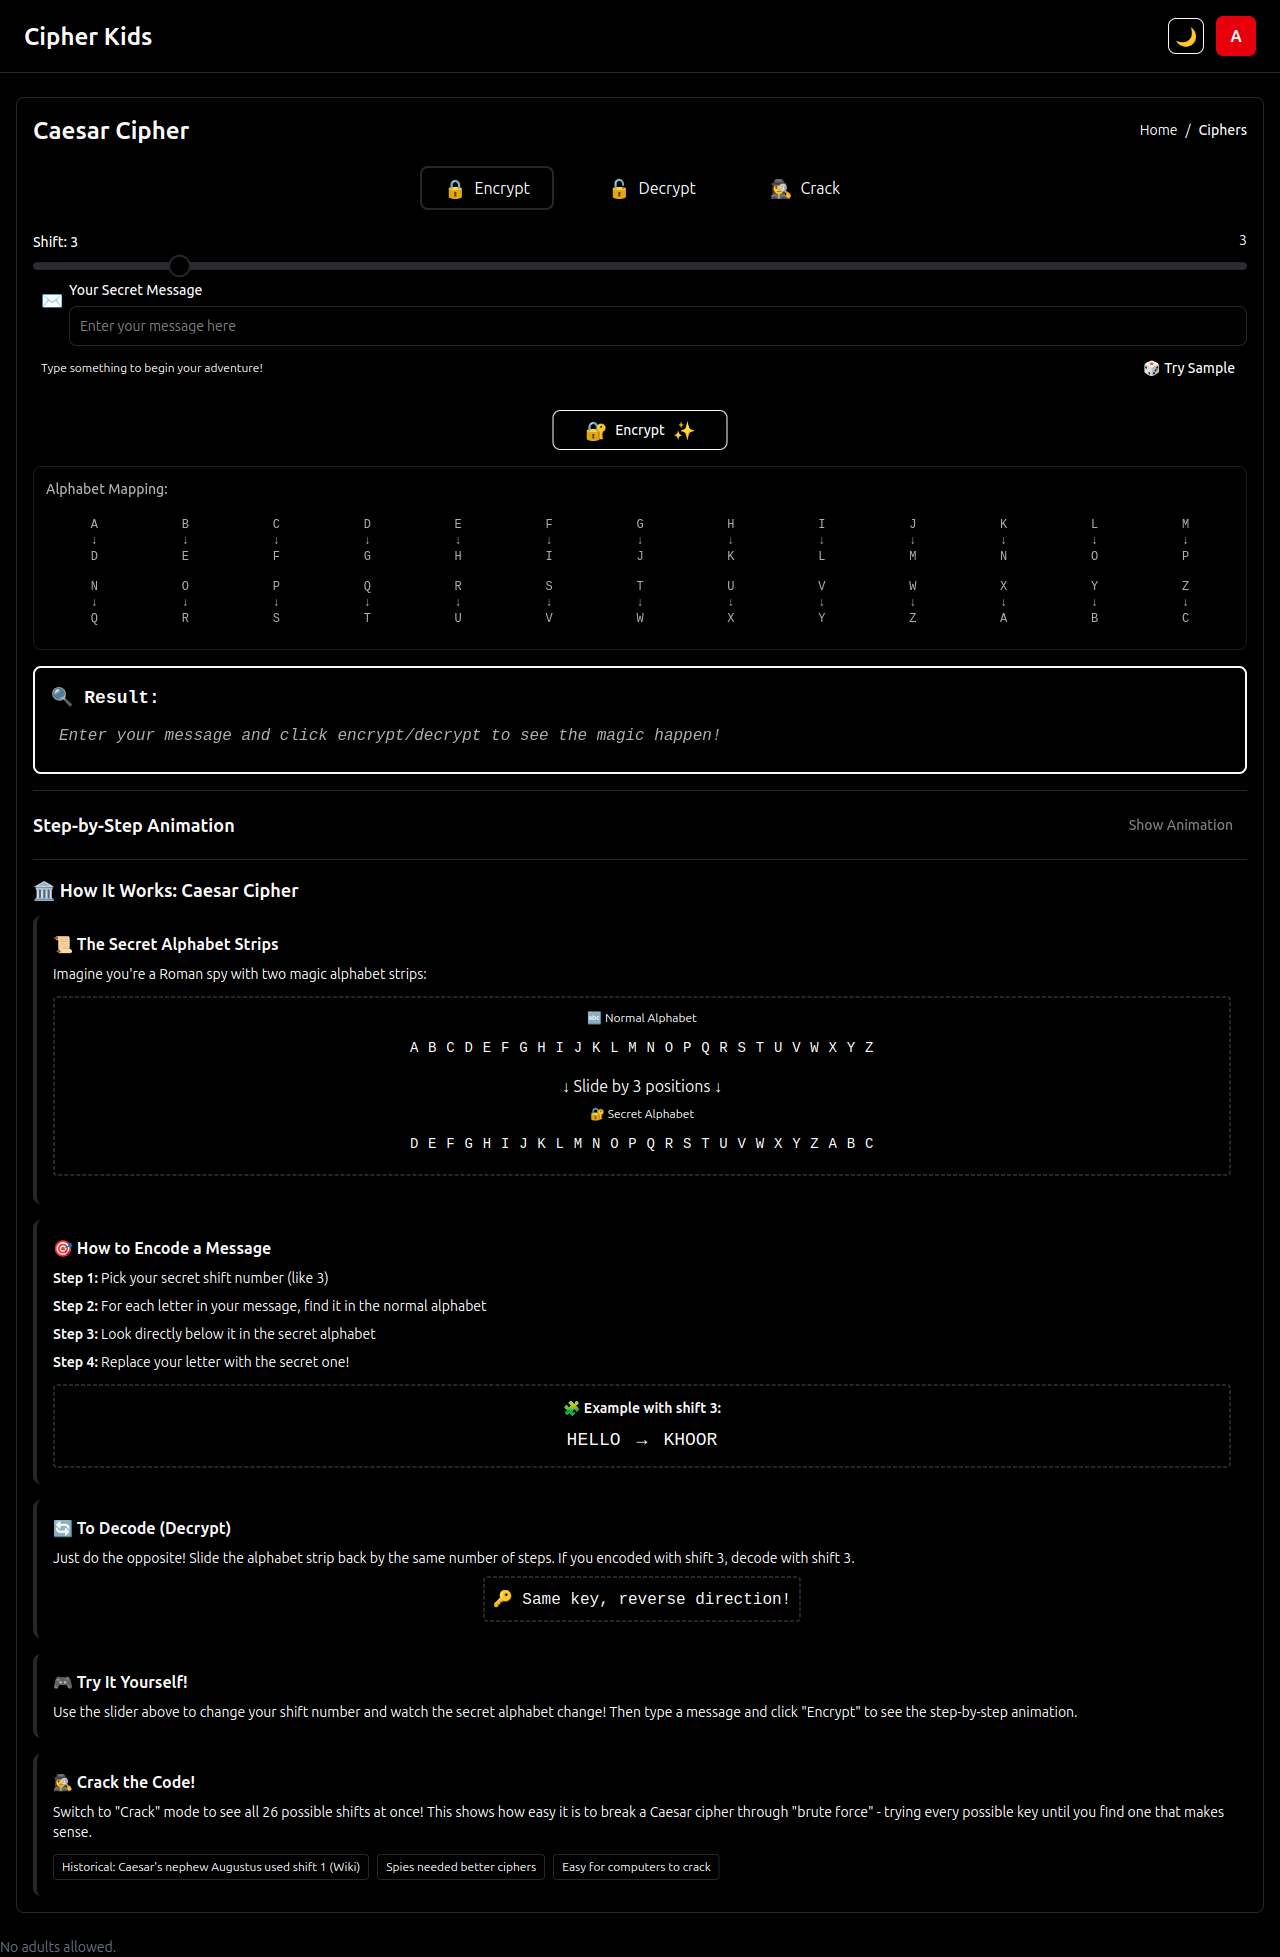 Cipher Kids
🌙 A
Caesar Cipher
Home / Ciphers
🔒 Encrypt 🔓 Decrypt 🕵️ Crack
Shift: 3
3
✉️ Your Secret Message
Enter your message here
Type something to begin your adventure!
🎲 Try Sample
🔐 Encrypt ✨
Alphabet Mapping:
A B C D E F G H I J K L M
↓ ↓ ↓ ↓ ↓ ↓ ↓ ↓ ↓ ↓ ↓ ↓ ↓
D E F G H I J K L M N O P
N O P Q R S T U V W X Y Z
↓ ↓ ↓ ↓ ↓ ↓ ↓ ↓ ↓ ↓ ↓ ↓ ↓
Q R S T U V W X Y Z A B C
🔍 Result:
Enter your message and click encrypt/decrypt to see the magic happen!
Step-by-Step Animation
Show Animation
🏛️ How It Works: Caesar Cipher
📜 The Secret Alphabet Strips
Imagine you're a Roman spy with two magic alphabet strips:
🔤 Normal Alphabet
A B C D E F G H I J K L M N O P Q R S T U V W X Y Z
↓ Slide by 3 positions ↓
🔐 Secret Alphabet
D E F G H I J K L M N O P Q R S T U V W X Y Z A B C
🎯 How to Encode a Message
Step 1: Pick your secret shift number (like 3)
Step 2: For each letter in your message, find it in the normal alphabet
Step 3: Look directly below it in the secret alphabet
Step 4: Replace your letter with the secret one!
🧩 Example with shift 3:
HELLO → KHOOR
🔄 To Decode (Decrypt)
Just do the opposite! Slide the alphabet strip back by the same number of steps. If you encoded with shift 3, decode with shift 3.
🔑 Same key, reverse direction!
🎮 Try It Yourself!
Use the slider above to change your shift number and watch the secret alphabet change! Then type a message and click "Encrypt" to see the step-by-step animation.
🕵️ Crack the Code!
Switch to "Crack" mode to see all 26 possible shifts at once! This shows how easy it is to break a Caesar cipher through "brute force" - trying every possible key until you find one that makes
sense.
Historical: Caesar's nephew Augustus used shift 1 (Wiki) Spies needed better ciphers Easy for computers to crack
No adults allowed.